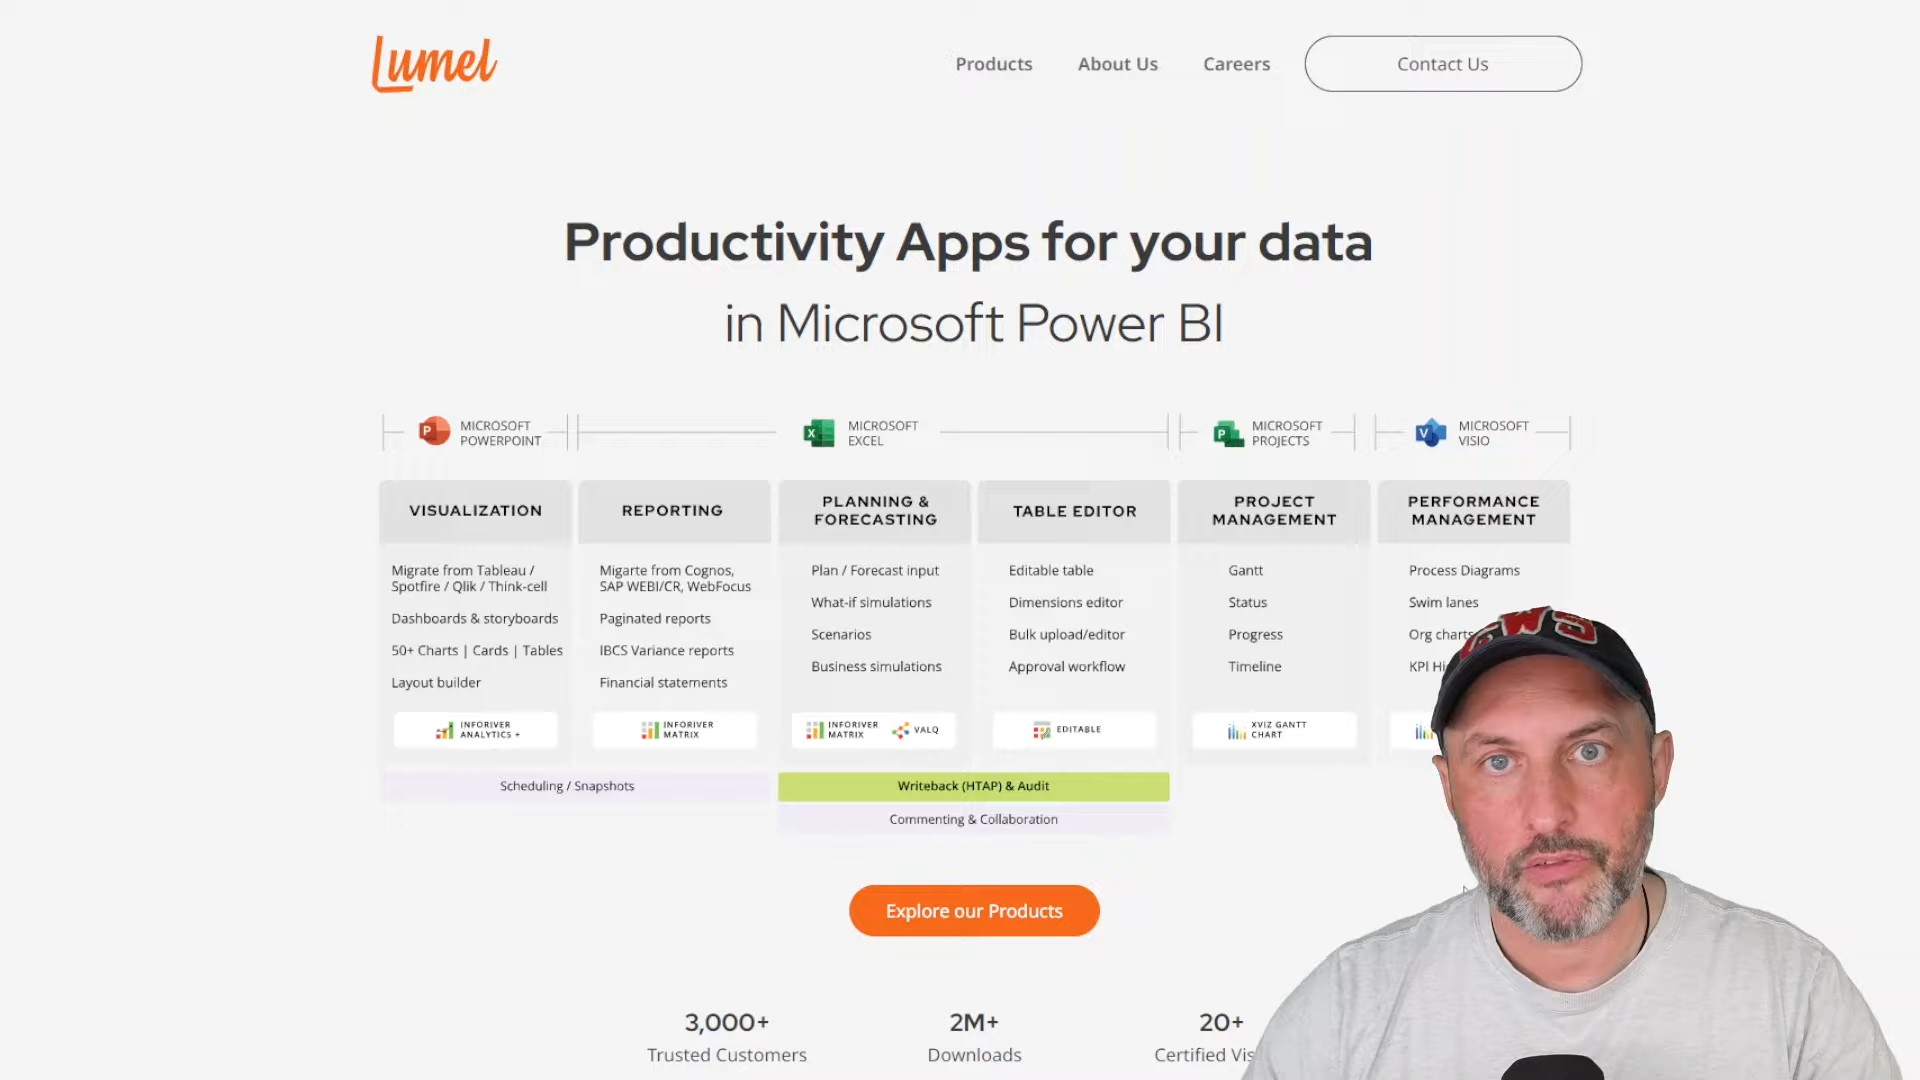 Lumel
Products
About Us
Careers
Contact Us
Productivity Apps for your data
in Microsoft Power BI
MICROSOFT
POWERPOINT
MICROSOFT
EXCEL
MICROSOFT
PROJECTS
MICROSOFT
VISIO
VISUALIZATION
Migrate from Tableau /
Spotfire / Qlik / Think-cell
Dashboards & storyboards
50+ Charts | Cards | Tables
Layout builder
INFORIVER
ANALYTICS +
REPORTING
Migarte from Cognos,
SAP WEBI/CR, WebFocus
Paginated reports
IBCS Variance reports
Financial statements
INFORIVER
MATRIX
PLANNING &
FORECASTING
Plan / Forecast input
What-if simulations
Scenarios
Business simulations
INFORIVER
MATRIX
VALQ
TABLE EDITOR
Editable table
Dimensions editor
Bulk upload/editor
Approval workflow
EDITABLE
PROJECT
MANAGEMENT
Gantt
Status
Progress
Timeline
XVIZ GANTT
CHART
PERFORMANCE
MANAGEMENT
Process Diagrams
Swim lanes
Org charts
KPI
Scheduling / Snapshots
Writeback (HTAP) & Audit
Commenting & Collaboration
Explore our Products
3,000+
Trusted Customers
2M+
Downloads
20+
Certified